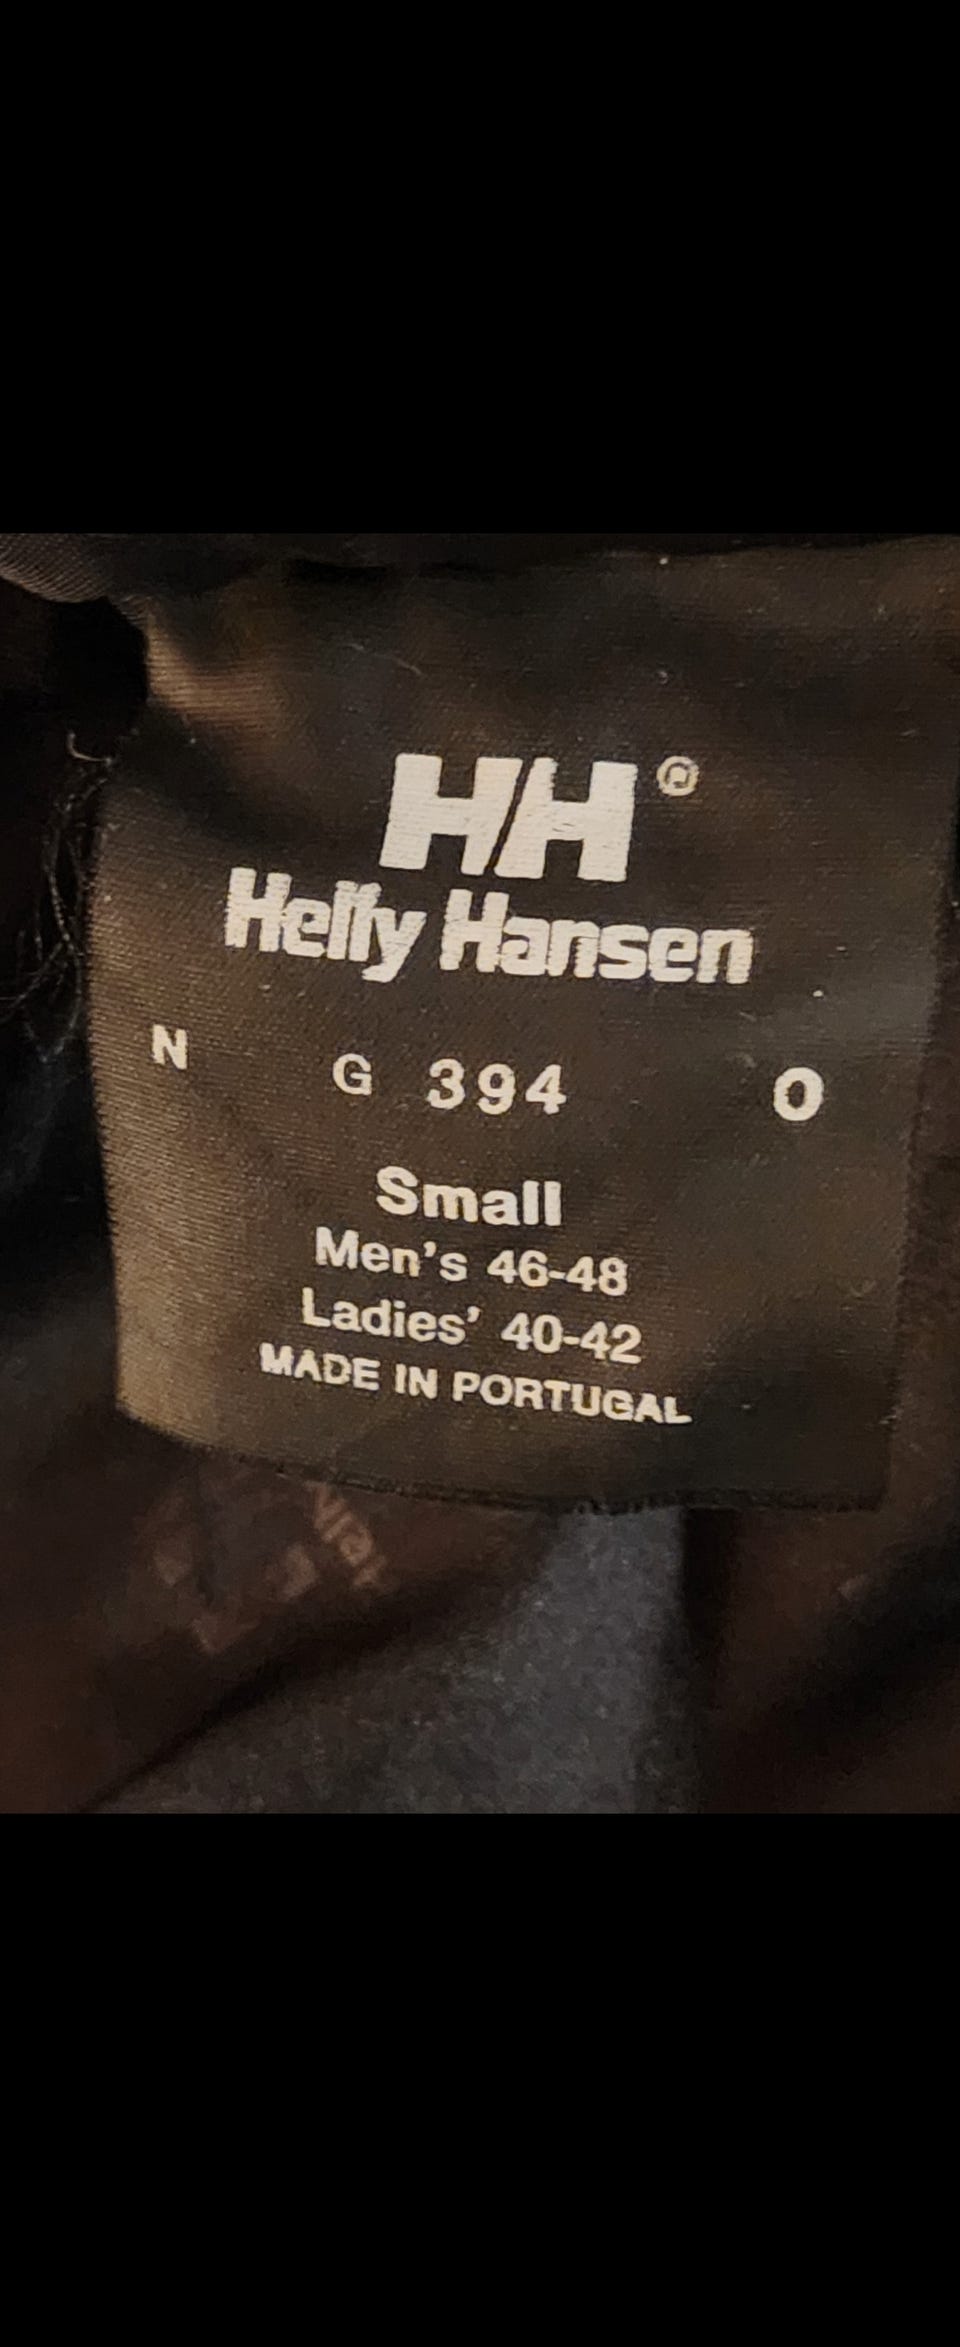 HH®
Helly Hansen
N G 394 O
Small
Men's 46-48
Ladies' 40-42
MADE IN PORTUGAL